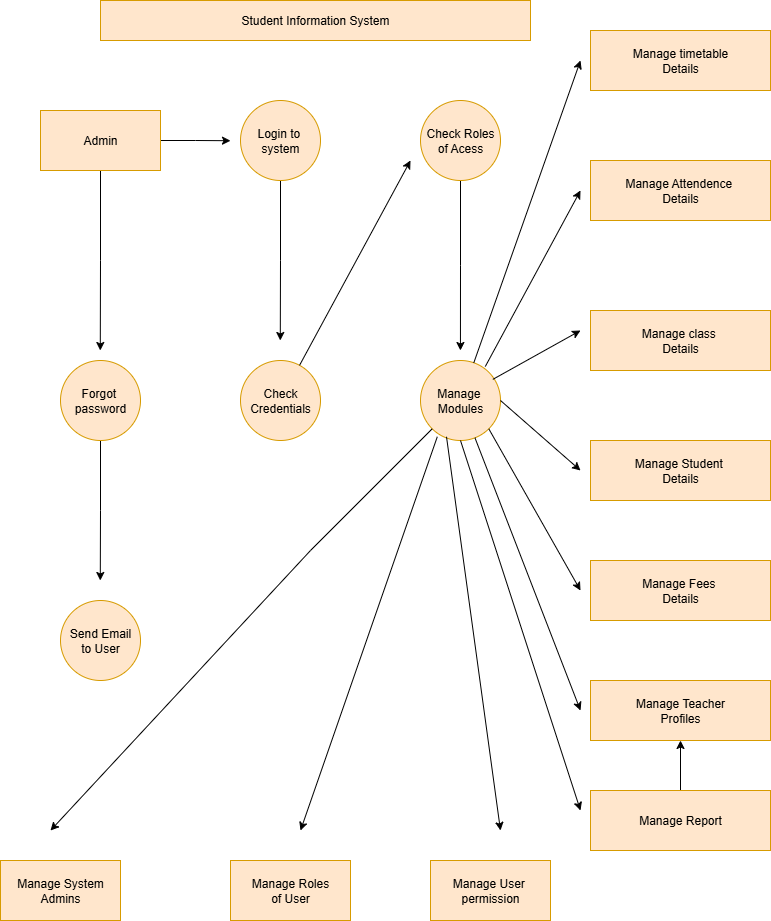 Student Information System
Manage timetable
Details
Admin
Login to
system
Check Roles
of Acess
Manage Attendence
Details
Manage class
Details
Forgot
password
Check
Credentials
Manage
Modules
Manage Student
Details
Manage Fees
Details
Send Email
to User
Manage Teacher
Profiles
Manage Report
Manage System
Admins
Manage Roles
of User
Manage User
permission